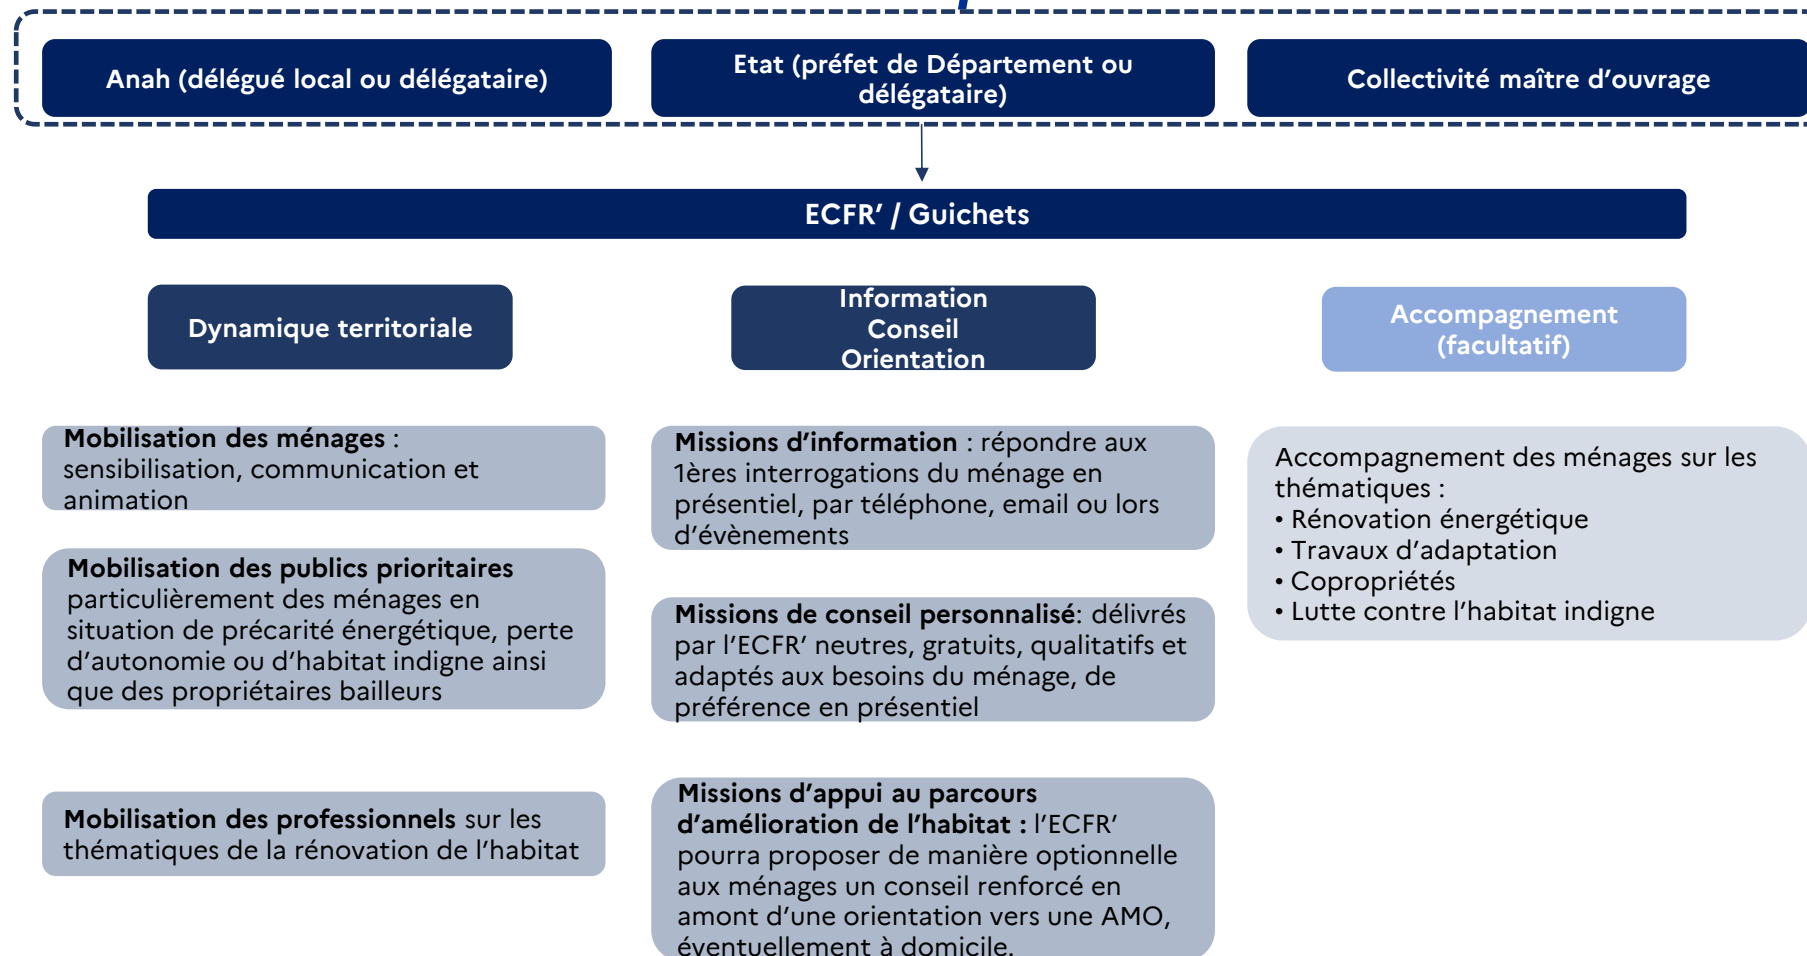 Anah (délégué local ou délégataire)
Etat (préfet de Département ou
délégataire)
Collectivité maître d’ouvrage
ECFR’ / Guichets
Dynamique territoriale
Information
Conseil
Orientation
Accompagnement
(facultatif)
Mobilisation des ménages :
sensibilisation, communication et
animation
Mobilisation des publics prioritaires
particulièrement des ménages en
situation de précarité énergétique, perte
d’autonomie ou d’habitat indigne ainsi
que des propriétaires bailleurs
Mobilisation des professionnels sur les
thématiques de la rénovation de l’habitat
Missions d’information : répondre aux
1ères interrogations du ménage en
présentiel, par téléphone, email ou lors
d’évènements
Missions de conseil personnalisé: délivrés
par l’ECFR’ neutres, gratuits, qualitatifs et
adaptés aux besoins du ménage, de
préférence en présentiel
Missions d’appui au parcours
d’amélioration de l’habitat : l’ECFR’
pourra proposer de manière optionnelle
aux ménages un conseil renforcé en
amont d’une orientation vers une AMO,
éventuellement à domicile.
Accompagnement des ménages sur les
thématiques :
• Rénovation énergétique
• Travaux d’adaptation
• Copropriétés
• Lutte contre l’habitat indigne